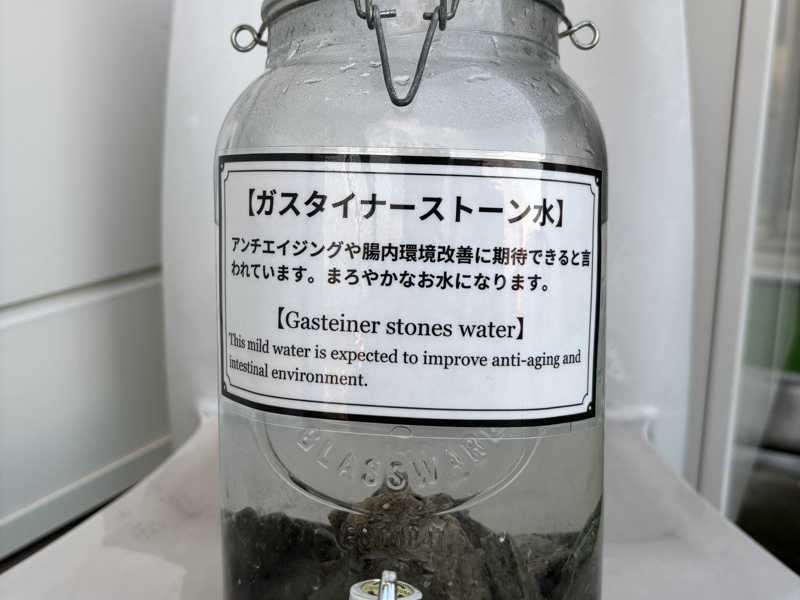 【ガスタイナーストーン水】
アンチエイジングや腸内環境改善に期待できると言
われています。まろやかなお水になります。
【Gasteiner stones water】
This mild water is expected to improve anti-aging and
intestinal environment.
GLASSWARE